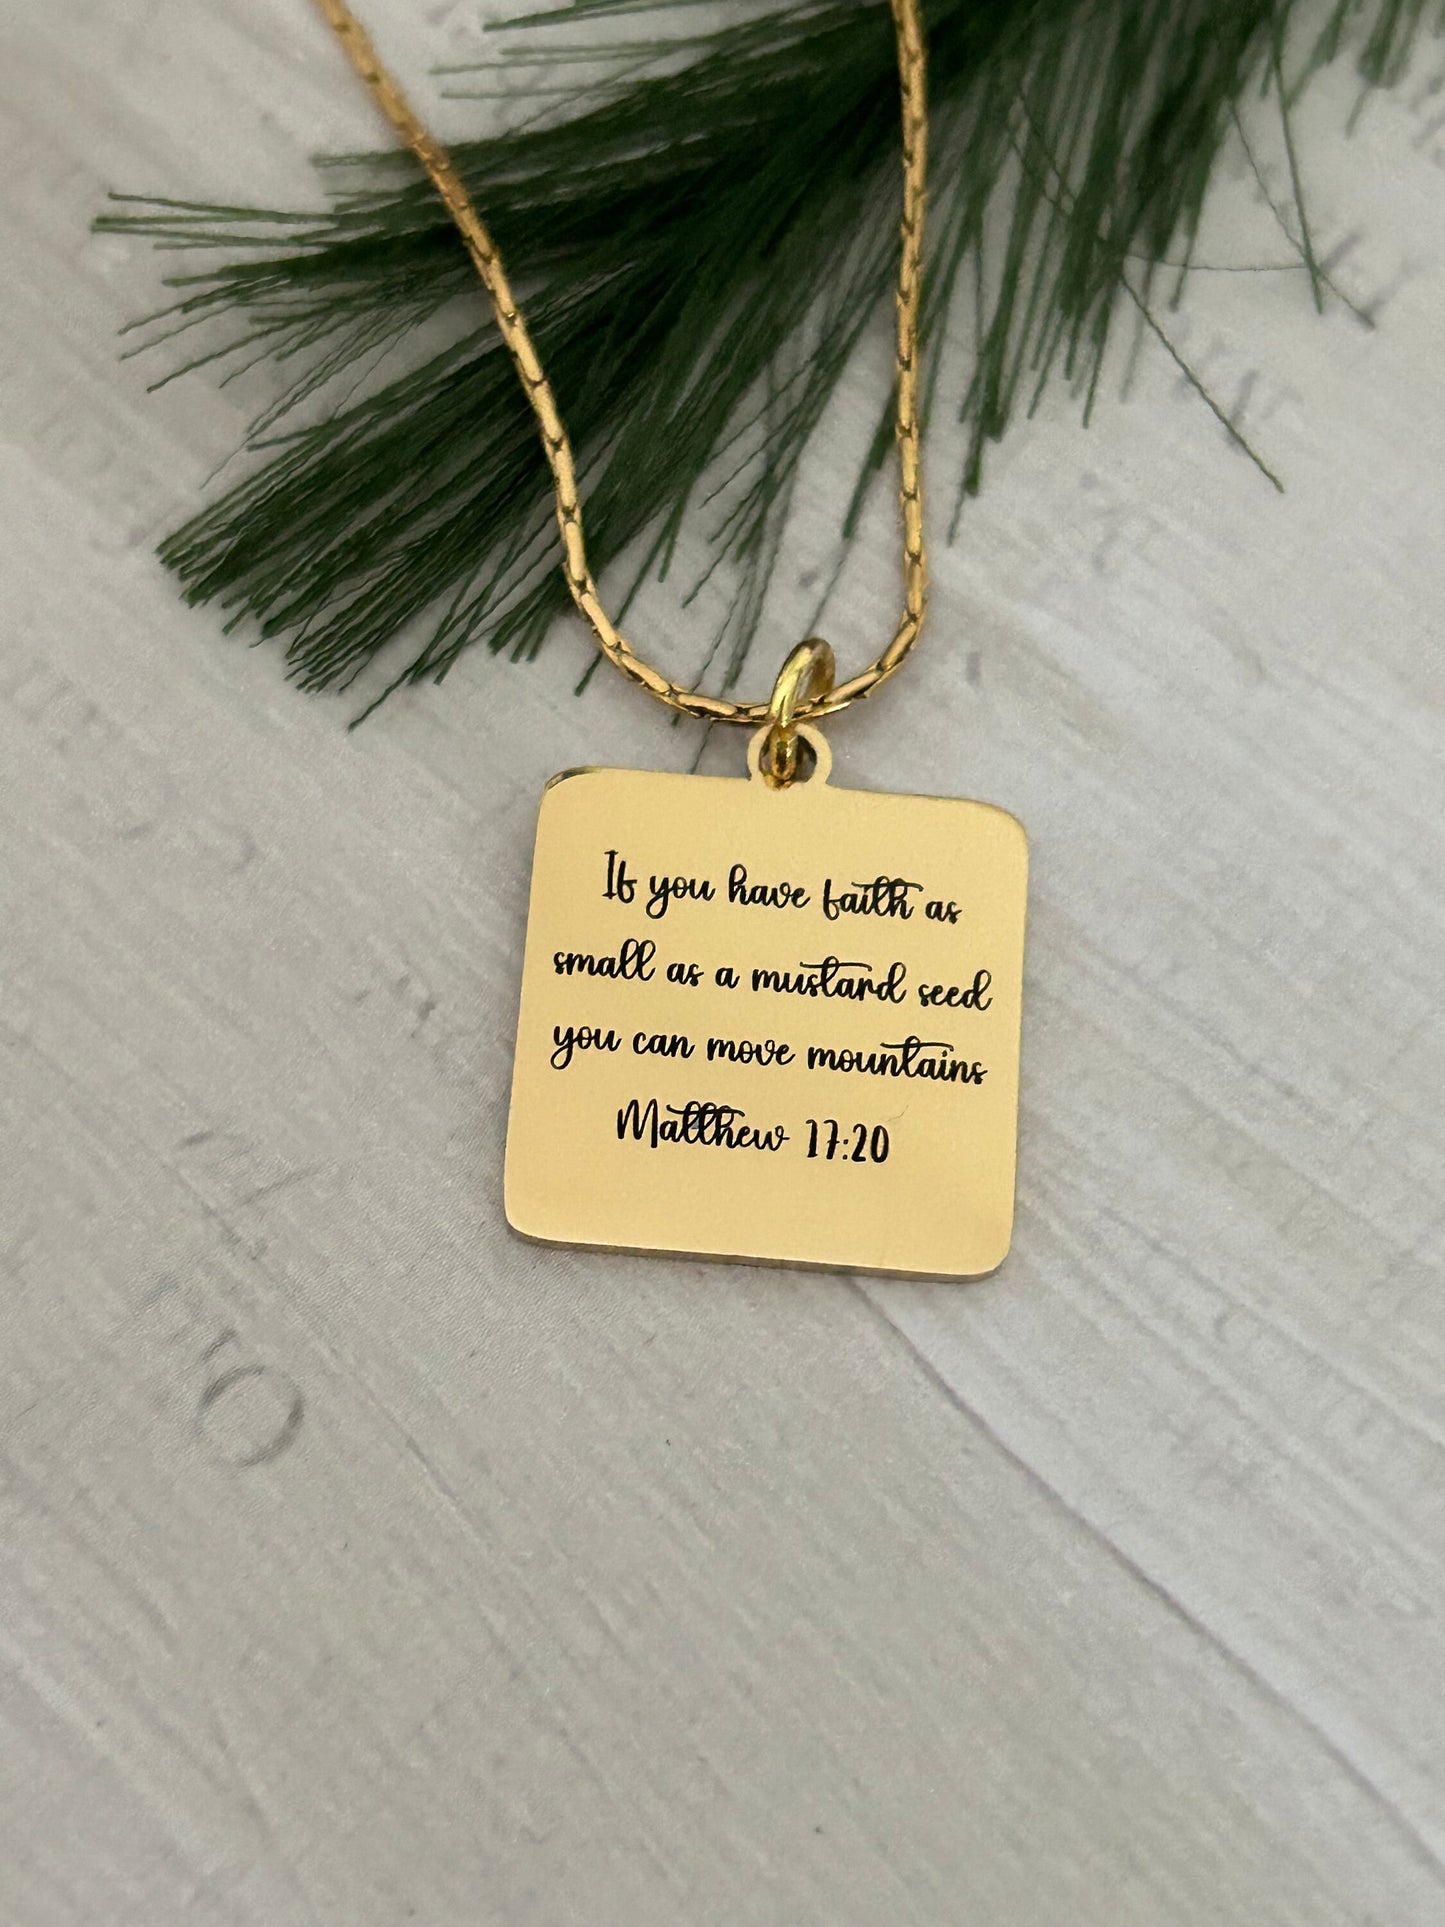 If you have faith as
small as a mustard seed
you can move mountains
Matthew 17:20